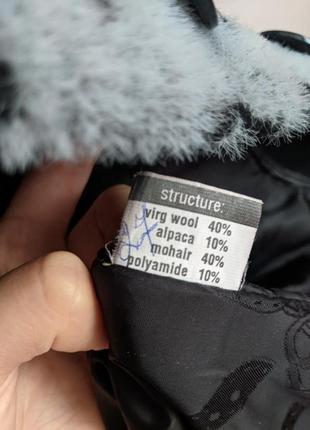 structure:
virg wool 40%
alpaca 10%
mohair 40%
polyamide 10%